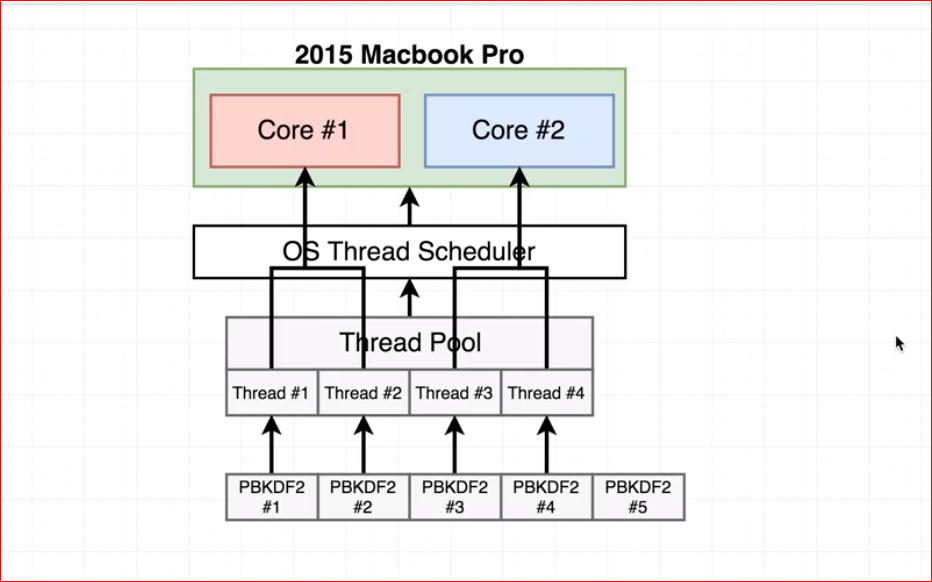 2015 Macbook Pro
Core #1 Core #2
OS Thread Scheduler
Thread Pool
Thread #1 Thread #2 Thread #3 Thread #4
PBKDF2 PBKDF2 PBKDF2 PBKDF2 PBKDF2
#1 #2 #3 #4 #5